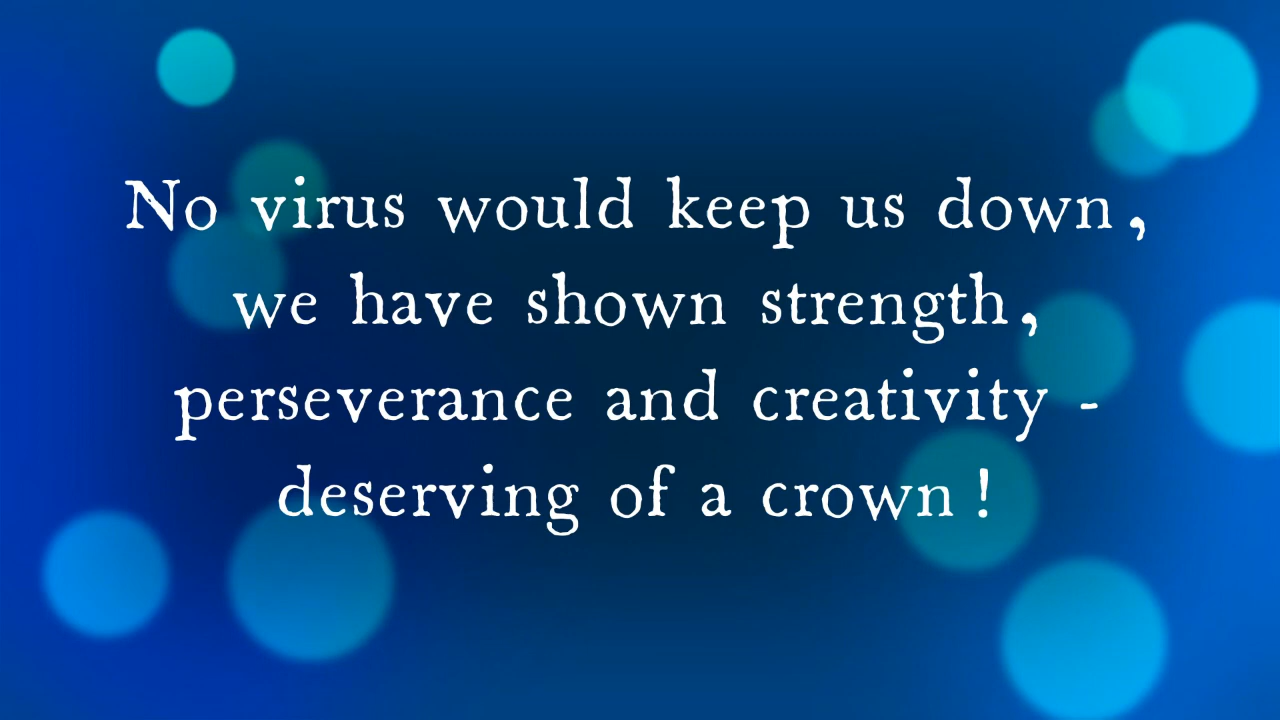 No virus would keep us down,
we have shown strength,
perseverance and creativity -
deserving of a crown!